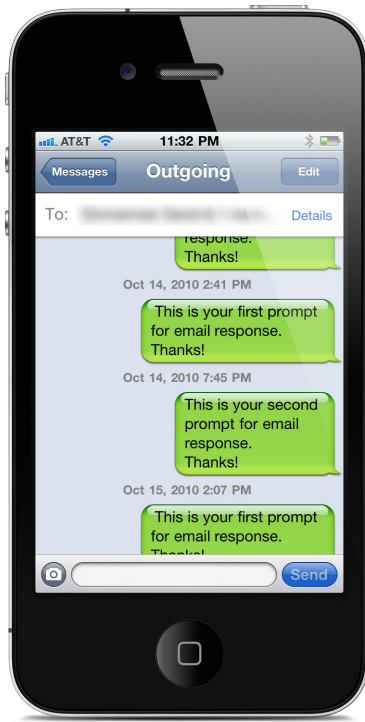 AT&T 11:32 PM
Messages Outgoing Edit
To: Details
response.
Thanks!
Oct 14, 2010 2:41 PM
This is your first prompt
for email response.
Thanks!
Oct 14, 2010 7:45 PM
This is your second
prompt for email
response.
Thanks!
Oct 15, 2010 2:07 PM
This is your first prompt
for email response.
Thanks!
Send